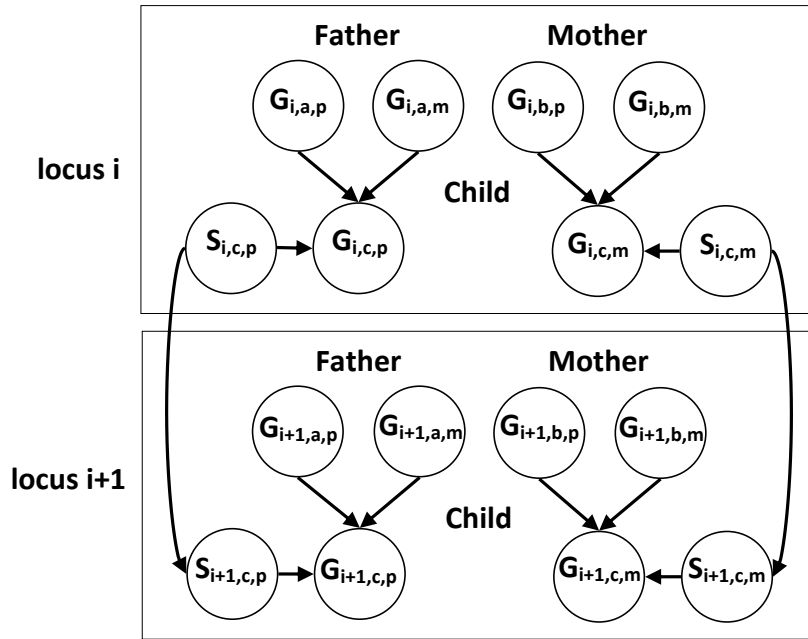 Father Mother
G_{i,a,p} G_{i,a,m} G_{i,b,p} G_{i,b,m}
locus i
Child
S_{i,c,p} G_{i,c,p} G_{i,c,m} S_{i,c,m}
Father Mother
G_{i+1,a,p} G_{i+1,a,m} G_{i+1,b,p} G_{i+1,b,m}
locus i+1
Child
S_{i+1,c,p} G_{i+1,c,p} G_{i+1,c,m} S_{i+1,c,m}